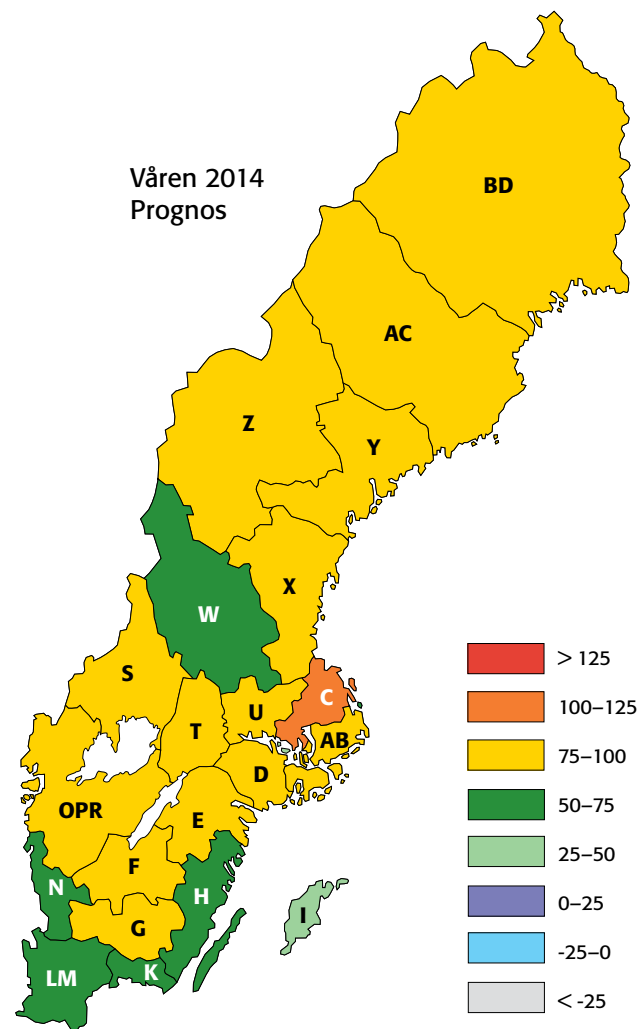 Våren 2014
Prognos
BD
AC
Z
Y
X
W
S
C
U
T
AB
D
OPR
E
F
N
H
G
I
K
LM
> 125
100–125
75–100
50–75
25–50
0–25
-25–0
< -25